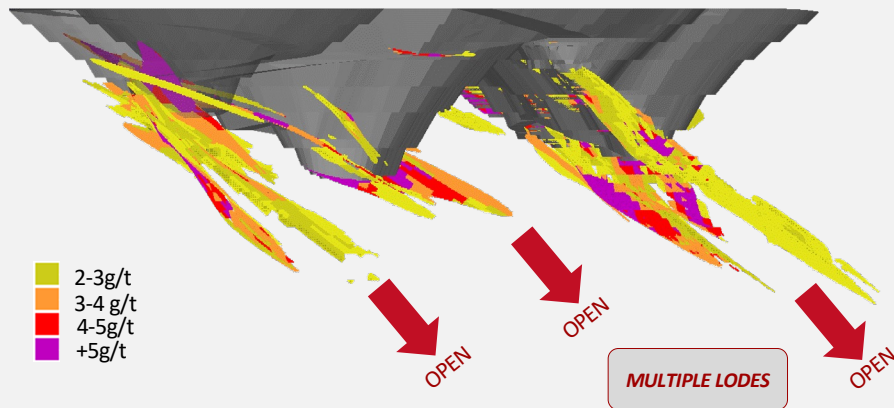 2-3g/t
3-4 g/t
4-5g/t
+5g/t
OPEN
OPEN
OPEN
MULTIPLE LODES